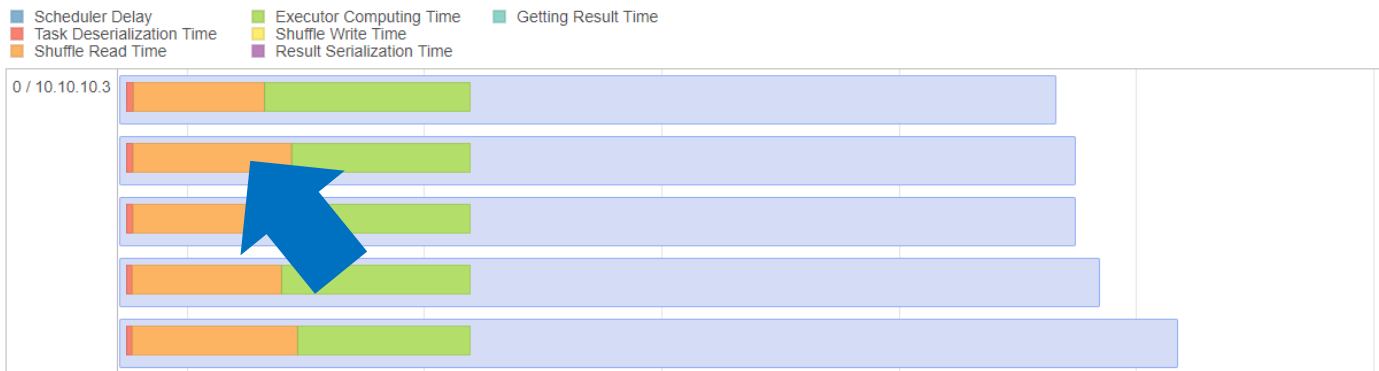 Scheduler Delay
Task Deserialization Time
Shuffle Read Time
Executor Computing Time
Shuffle Write Time
Result Serialization Time
Getting Result Time
0 / 10.10.10.3